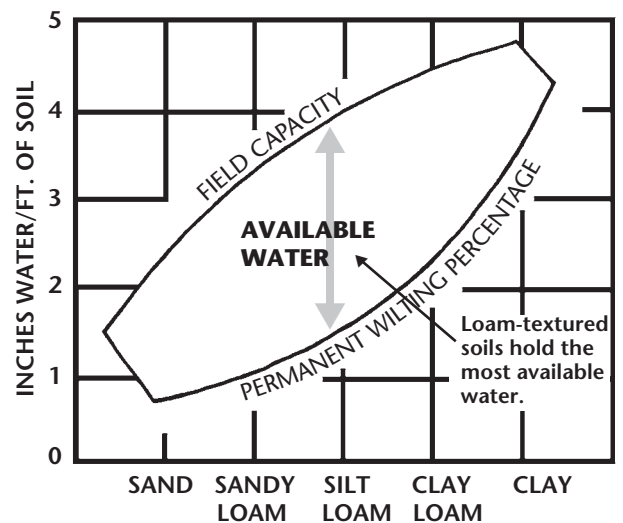 5
4
3
2
1
0
INCHES WATER/FT. OF SOIL
FIELD CAPACITY
AVAILABLE
WATER
PERMANENT WILTING PERCENTAGE
Loam-textured
soils hold the
most available
water.
SAND SANDY LOAM SILT LOAM CLAY LOAM CLAY